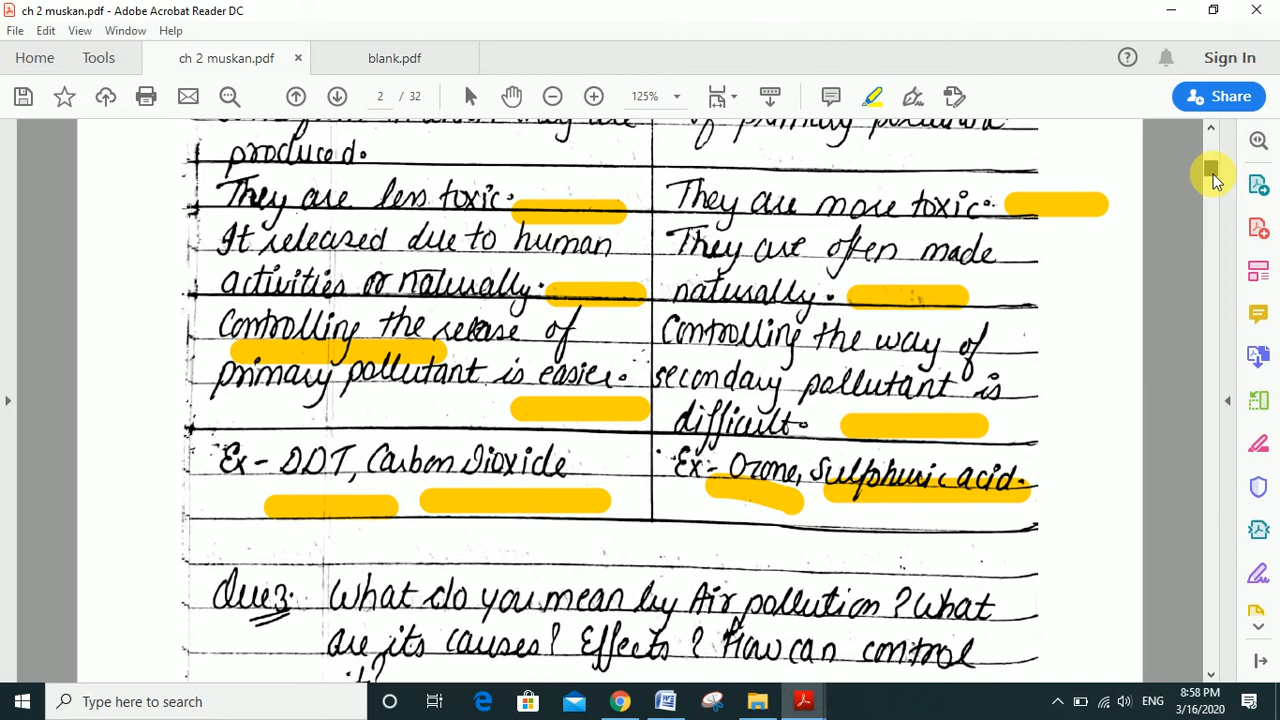 ch 2 muskan.pdf - Adobe Acrobat Reader DC
File Edit View Window Help
Home Tools ch 2 muskan.pdf × blank.pdf Sign In
2 / 32 125% Share
of primary pollutant
produced.
They are less toxic.
It released due to human
activities or naturally.
Controlling the release of
primary pollutant is easier.
Ex- DDT, Carbon Dioxide
They are more toxic.
They are often made
naturally.
Controlling the way of
secondary pollutant is
difficult.
Ex- Ozone, Sulphuric acid.
Que3. What do you mean by Air pollution? What
are its causes? Effects? How can control
it?
Type here to search
ENG
8:58 PM
3/16/2020